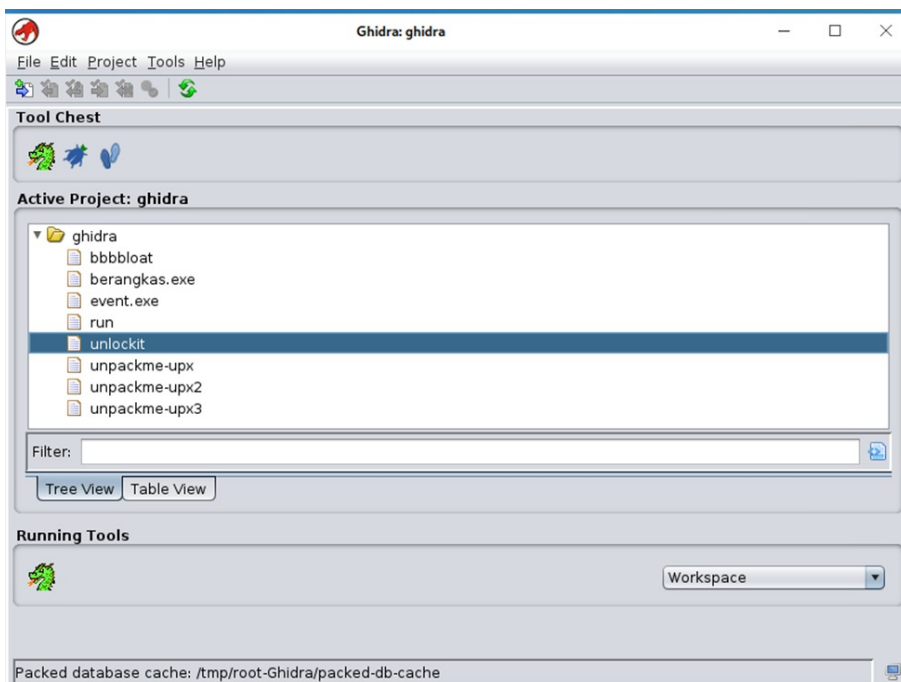 Ghidra: ghidra
File Edit Project Tools Help
Tool Chest
Active Project: ghidra
ghidra
bbbbloat
berangkas.exe
event.exe
run
unlockit
unpackme-upx
unpackme-upx2
unpackme-upx3
Filter:
Tree View Table View
Running Tools
Workspace
Packed database cache: /tmp/root-Ghidra/packed-db-cache